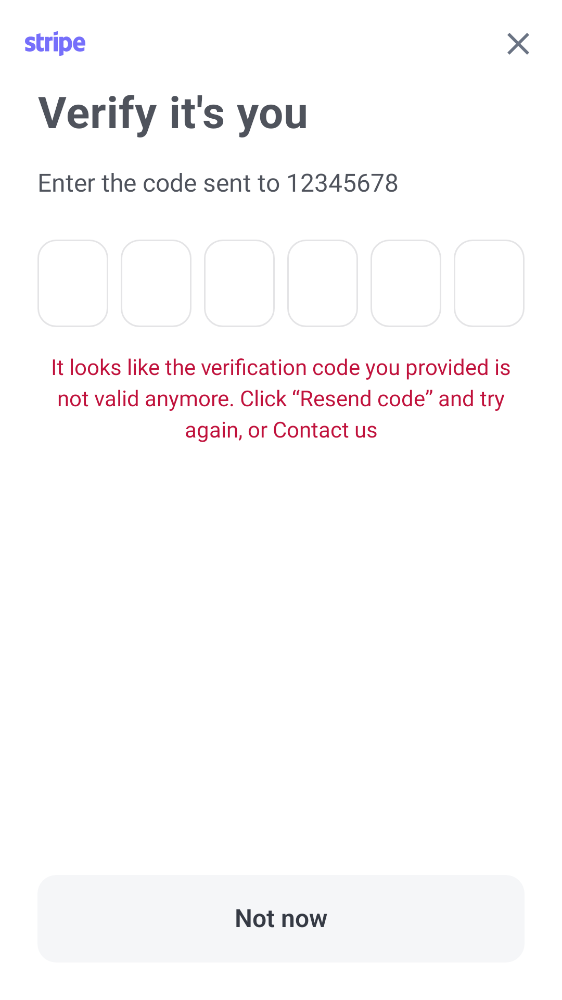 stripe
Verify it's you
Enter the code sent to 12345678
It looks like the verification code you provided is
not valid anymore. Click “Resend code” and try
again, or Contact us
Not now